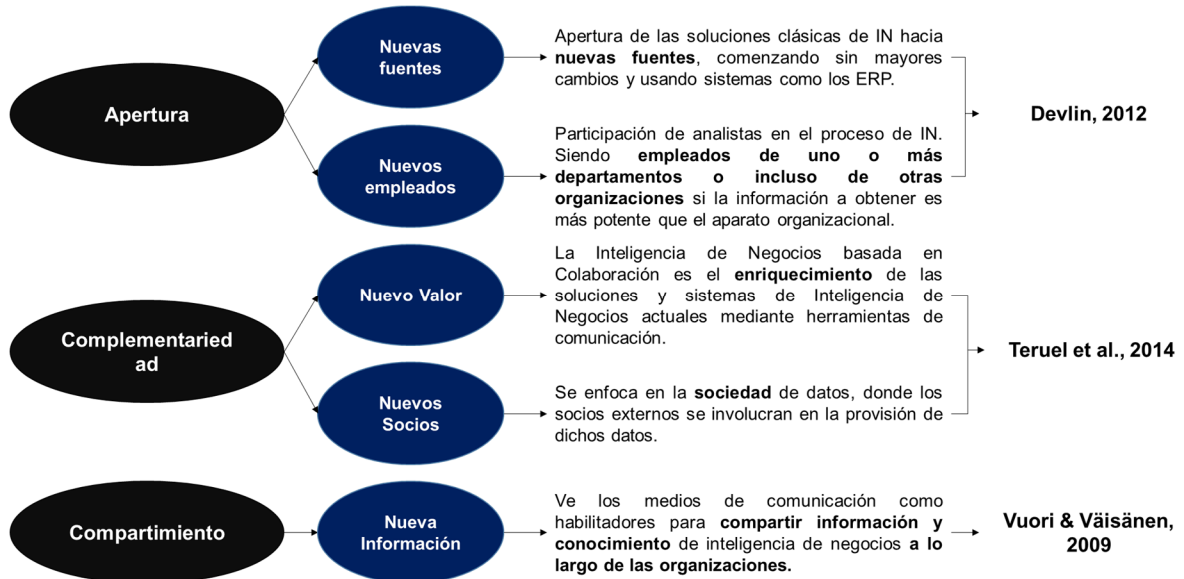 Apertura
Nuevas
fuentes
Apertura de las soluciones clásicas de IN hacia
nuevas fuentes, comenzando sin mayores
cambios y usando sistemas como los ERP.
Nuevos
empleados
Participación de analistas en el proceso de IN.
Siendo empleados de uno o más
departamentos o incluso de otras
organizaciones si la información a obtener es
más potente que el aparato organizacional.
Devlin, 2012
Complementaried
ad
Nuevo Valor
La Inteligencia de Negocios basada en
Colaboración es el enriquecimiento de las
soluciones y sistemas de Inteligencia de
Negocios actuales mediante herramientas de
comunicación.
Nuevos
Socios
Se enfoca en la sociedad de datos, donde los
socios externos se involucran en la provisión de
dichos datos.
Teruel et al., 2014
Compartimiento
Nueva
Información
Ve los medios de comunicación como
habilitadores para compartir información y
conocimiento de inteligencia de negocios a lo
largo de las organizaciones.
Vuori & Väisänen,
2009